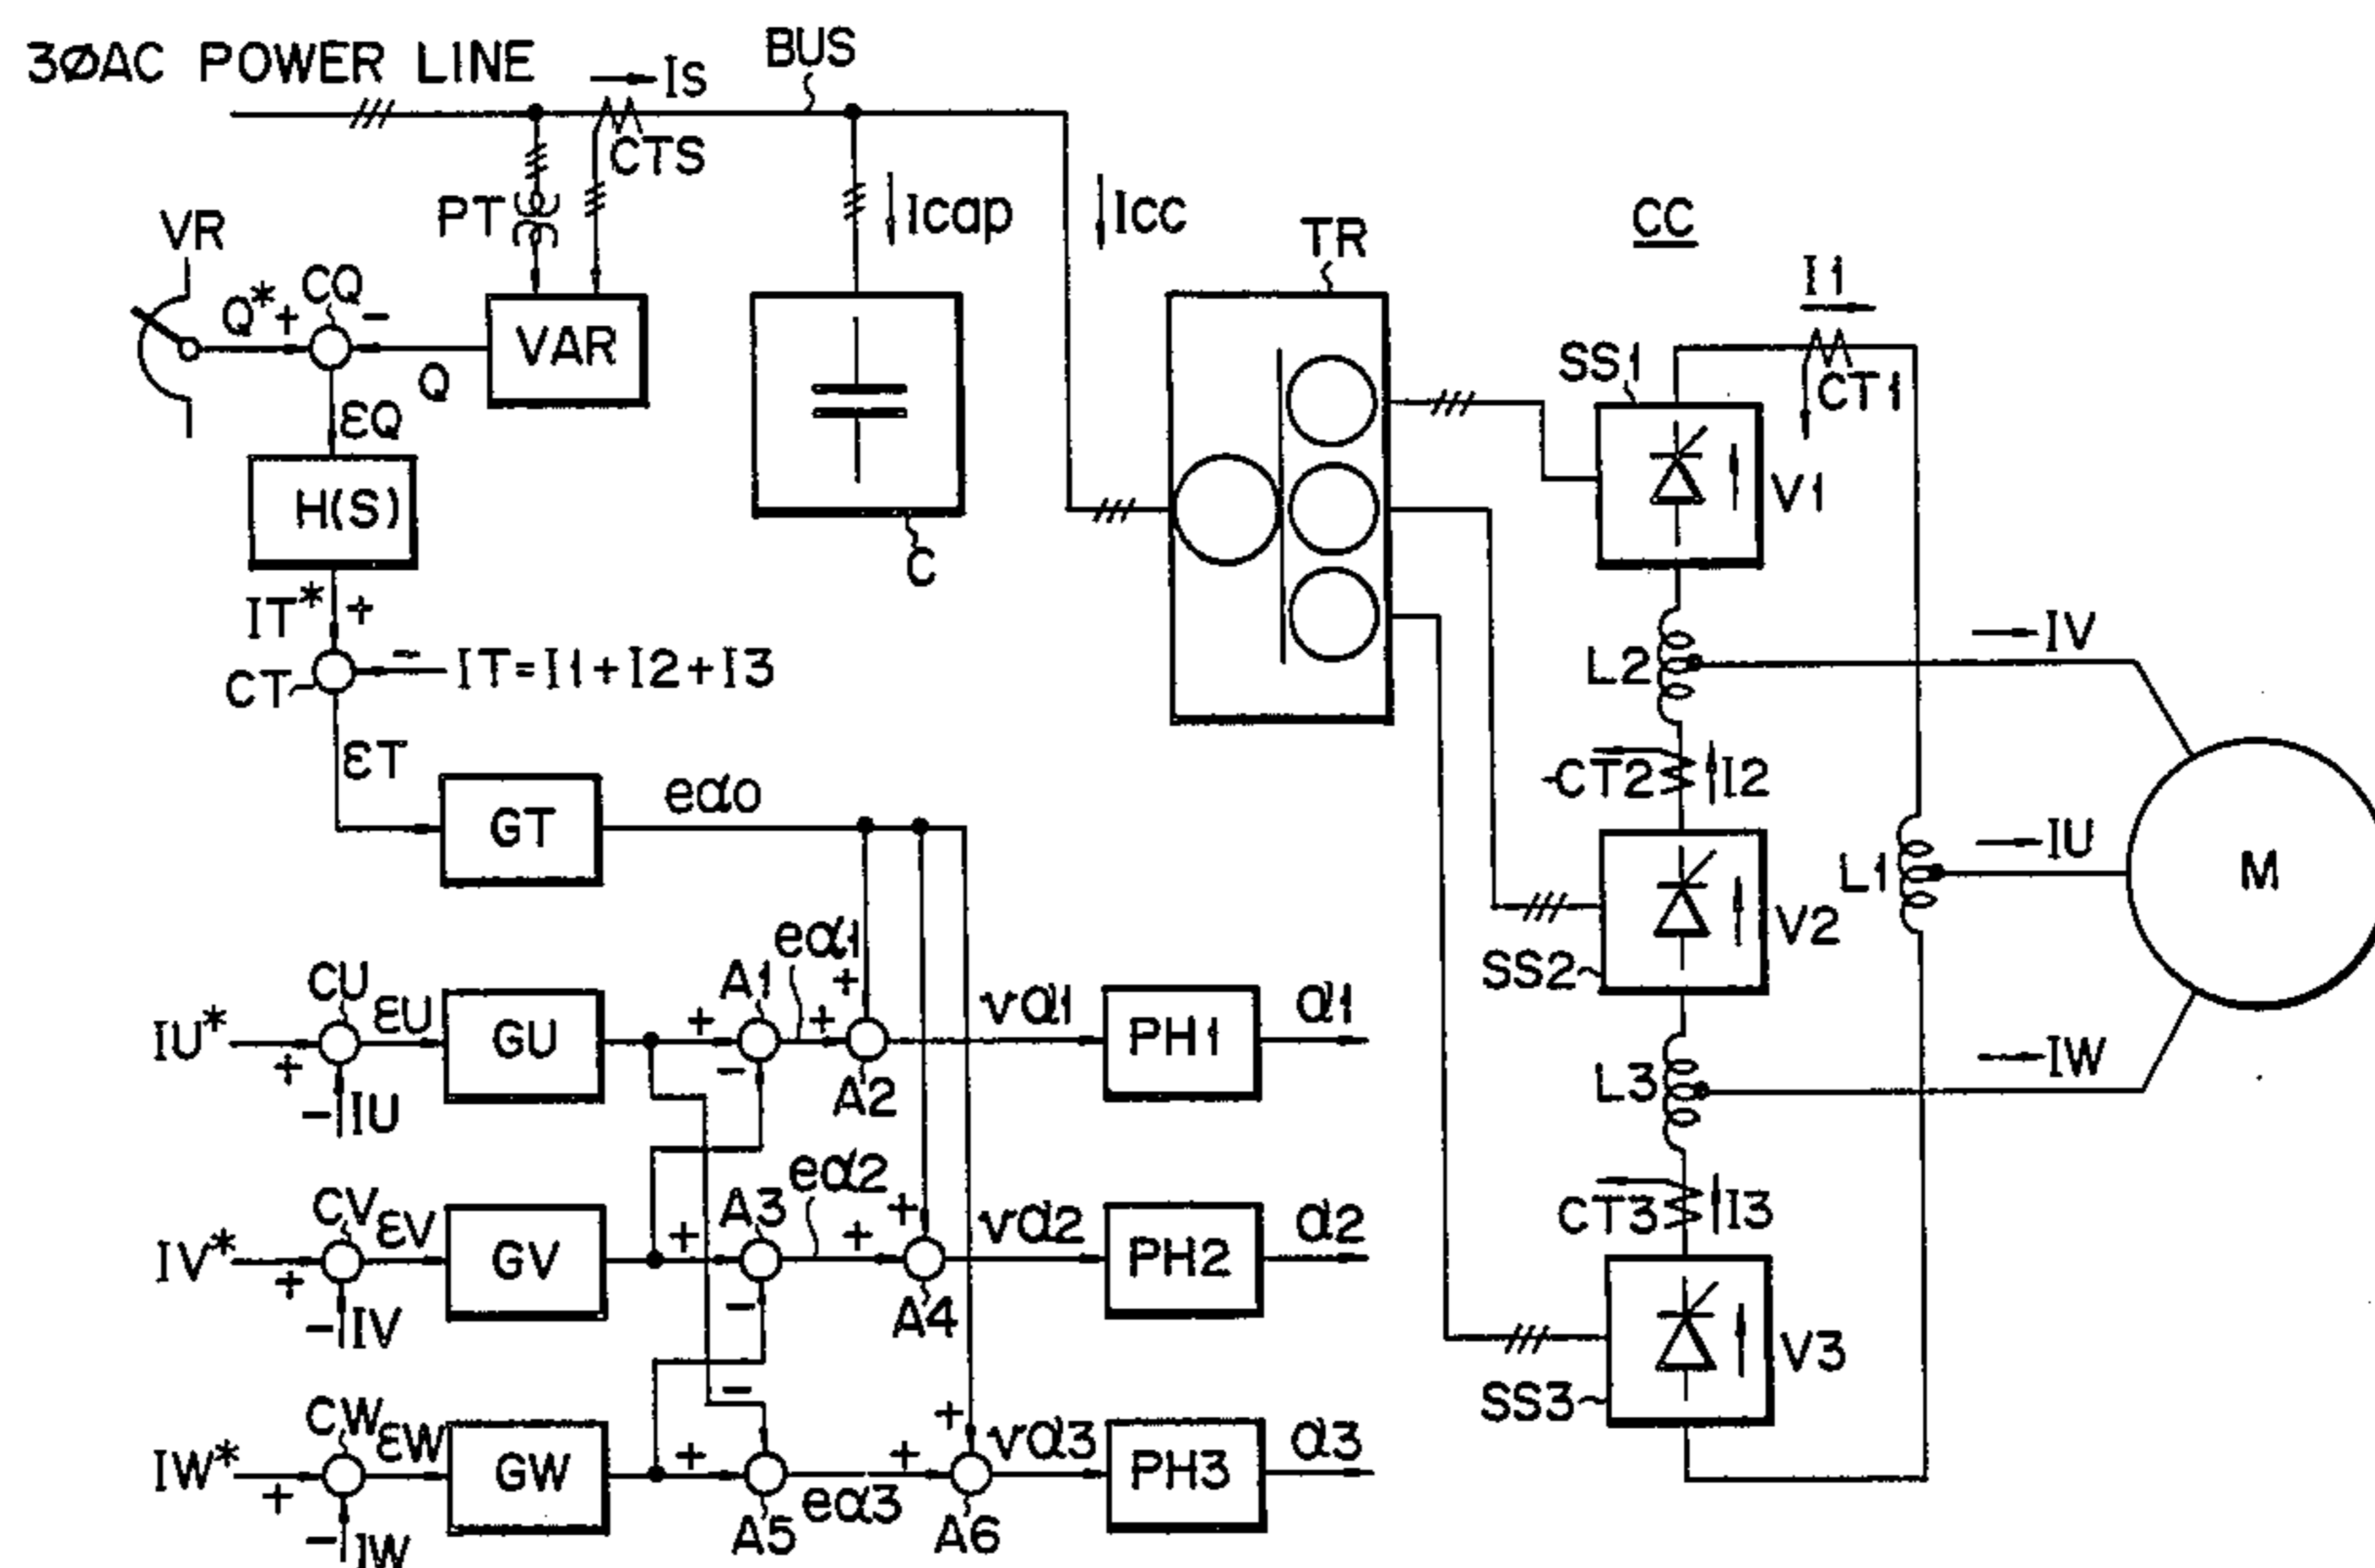 3∅AC POWER LINE
IS
BUS
CTS
PT
Icap
Icc
VR
Q*
+
CQ
-
VAR
Q
εQ
H(S)
C
TR
CC
I1
SS1
CT1
V1
IT*
+
-
IT=I1+I2+I3
CT
εT
GT
eα0
L2
IV
CT2
I2
V2
SS2
L1
IU
M
L3
IW
CT3
I3
V3
SS3
IU*
+
CU
εU
-
IU
GU
+
A1
-
eα1
+
+
A2
vα1
PH1
α1
IV*
+
CV
εV
-
IV
GV
+
A3
-
eα2
+
+
A4
vα2
PH2
α2
IW*
+
CW
εW
-
IW
GW
+
-
A5
eα3
+
+
A6
vα3
PH3
α3